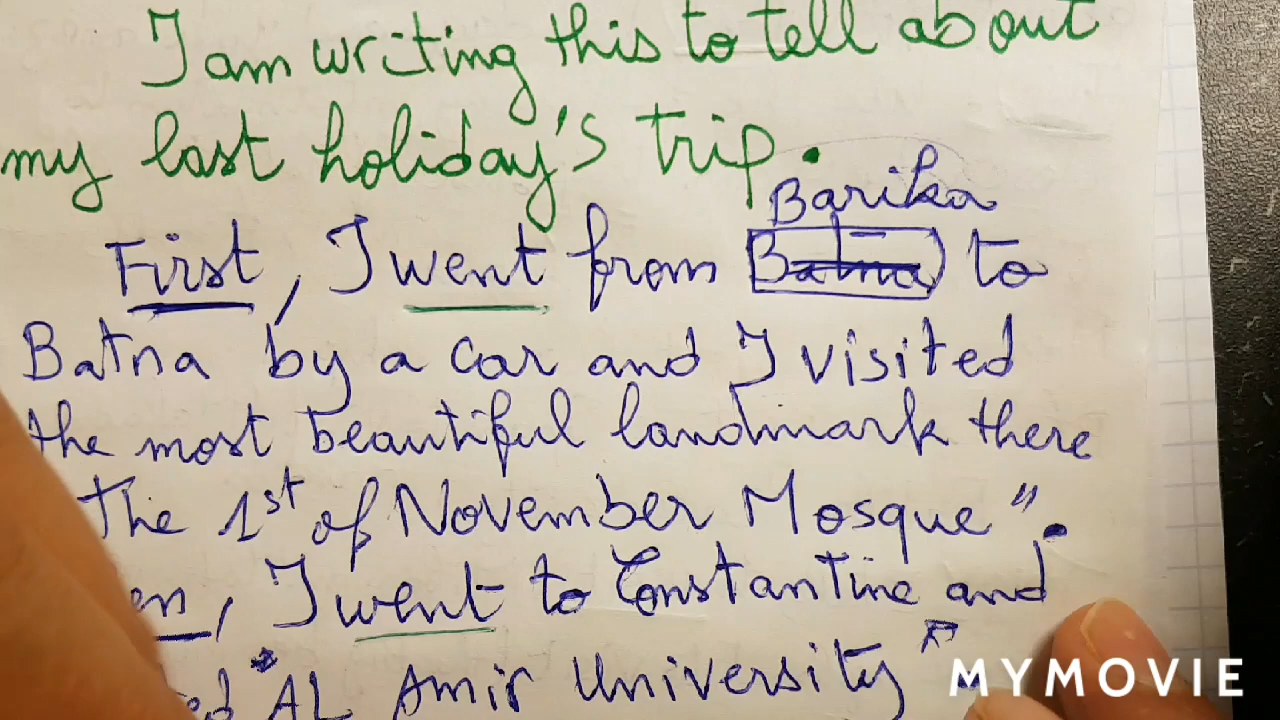 I am writing this to tell about
my last holiday's trip.
Barika
First, I went from Batna to
Batna by a car and I visited
the most beautiful landmark there
The 1st of November Mosque".
en, I went to Constantine and
ed "AL Amir University"
MYMOVIE